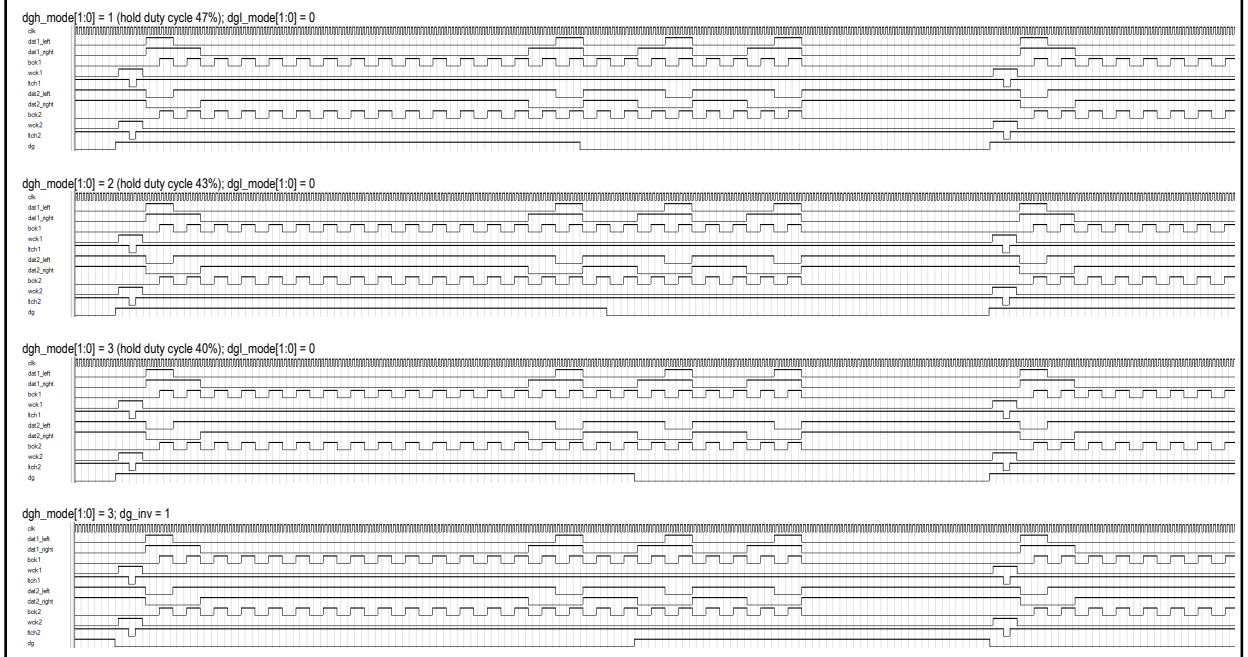 dgh_mode[1:0] = 1 (hold duty cycle 47%); dgl_mode[1:0] = 0
clk
dat1_left
dat1_right
bck1
wck1
ltch1
dat2_left
dat2_right
bck2
wck2
ltch2
dg
dgh_mode[1:0] = 2 (hold duty cycle 43%); dgl_mode[1:0] = 0
clk
dat1_left
dat1_right
bck1
wck1
ltch1
dat2_left
dat2_right
bck2
wck2
ltch2
dg
dgh_mode[1:0] = 3 (hold duty cycle 40%); dgl_mode[1:0] = 0
clk
dat1_left
dat1_right
bck1
wck1
ltch1
dat2_left
dat2_right
bck2
wck2
ltch2
dg
dgh_mode[1:0] = 3; dg_inv = 1
clk
dat1_left
dat1_right
bck1
wck1
ltch1
dat2_left
dat2_right
bck2
wck2
ltch2
dg